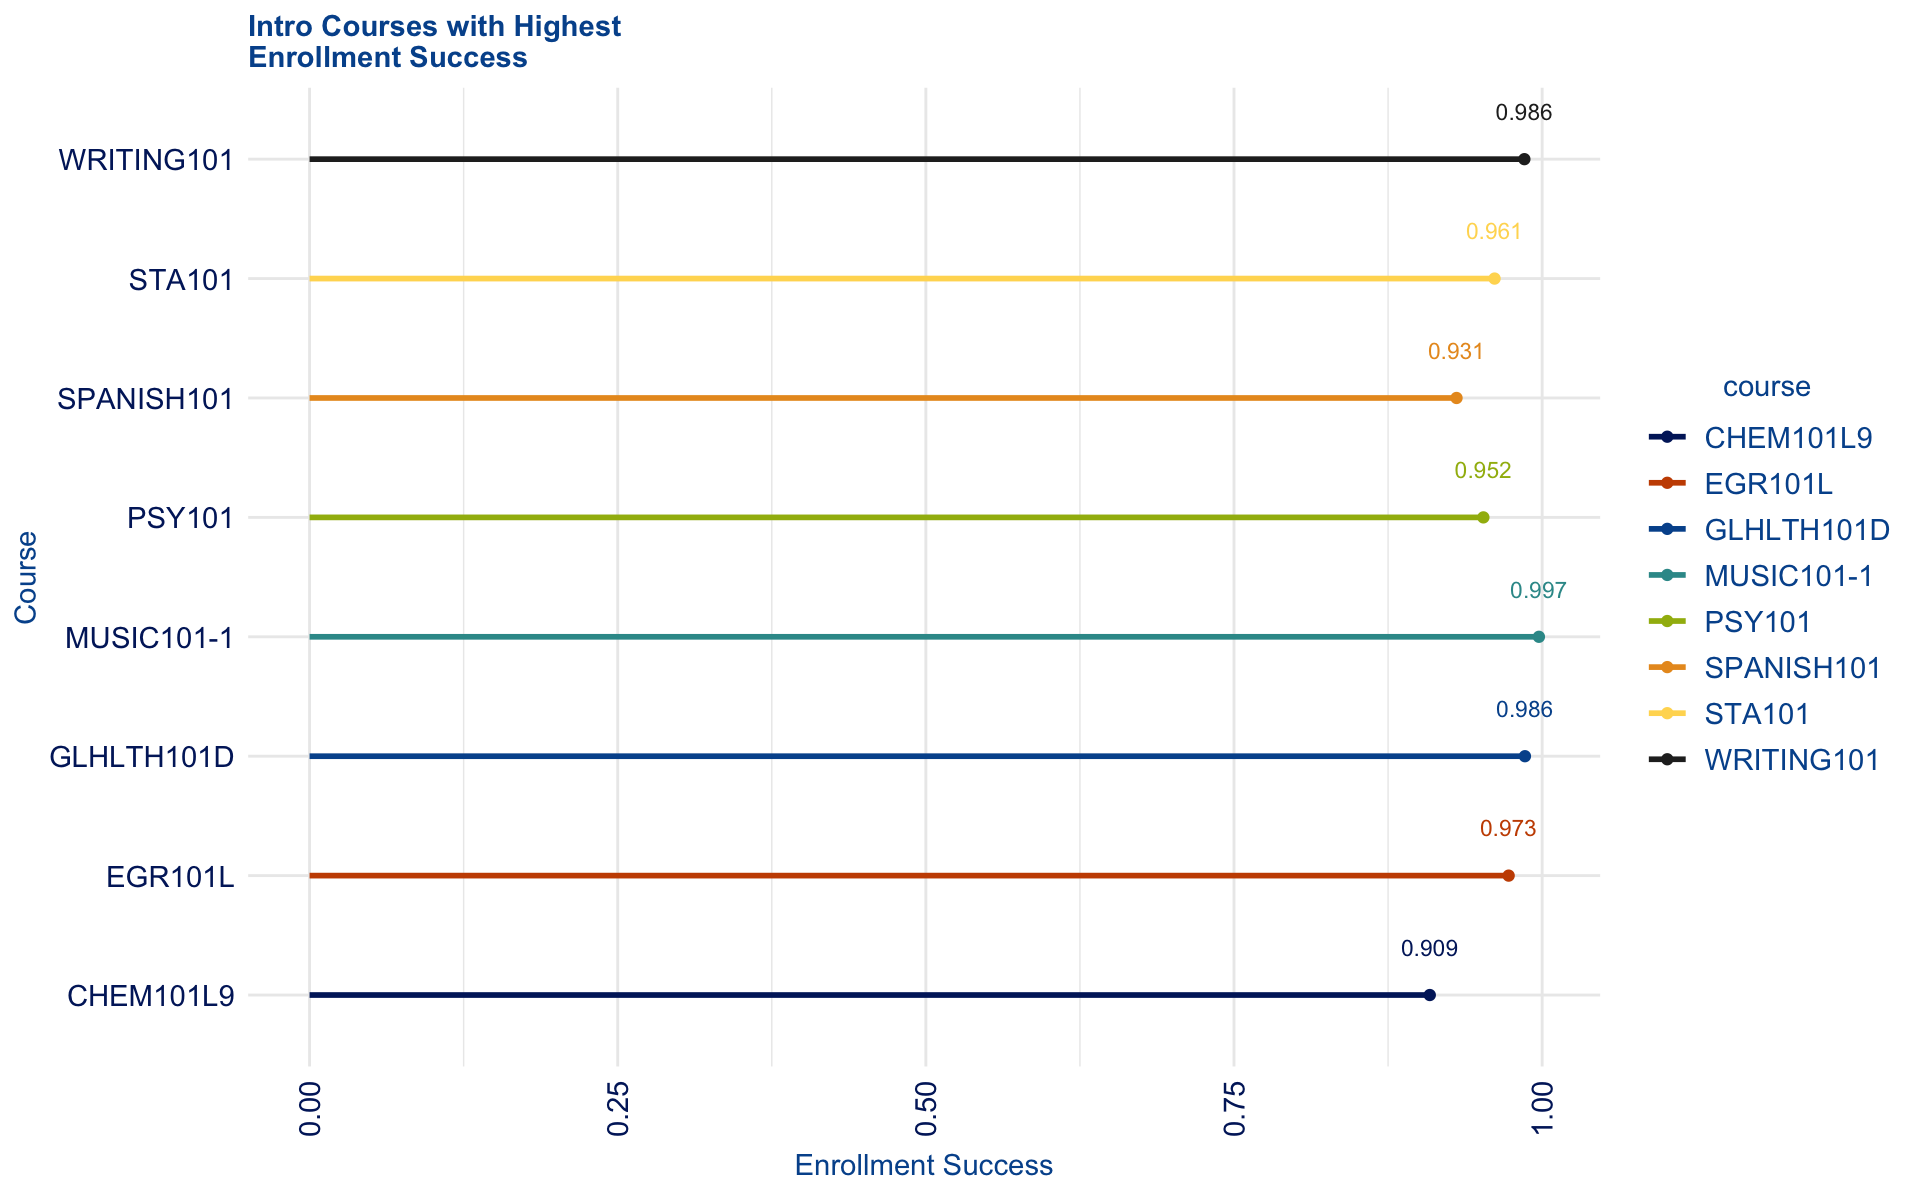 Intro Courses with Highest
Enrollment Success
0.986
WRITING101
0.961
STA101
0.931
SPANISH101
0.952
PSY101
0.997
MUSIC101-1
0.986
GLHLTH101D
0.973
EGR101L
0.909
CHEM101L9
Course
0.00
0.25
0.50
0.75
1.00
Enrollment Success
course
CHEM101L9
EGR101L
GLHLTH101D
MUSIC101-1
PSY101
SPANISH101
STA101
WRITING101